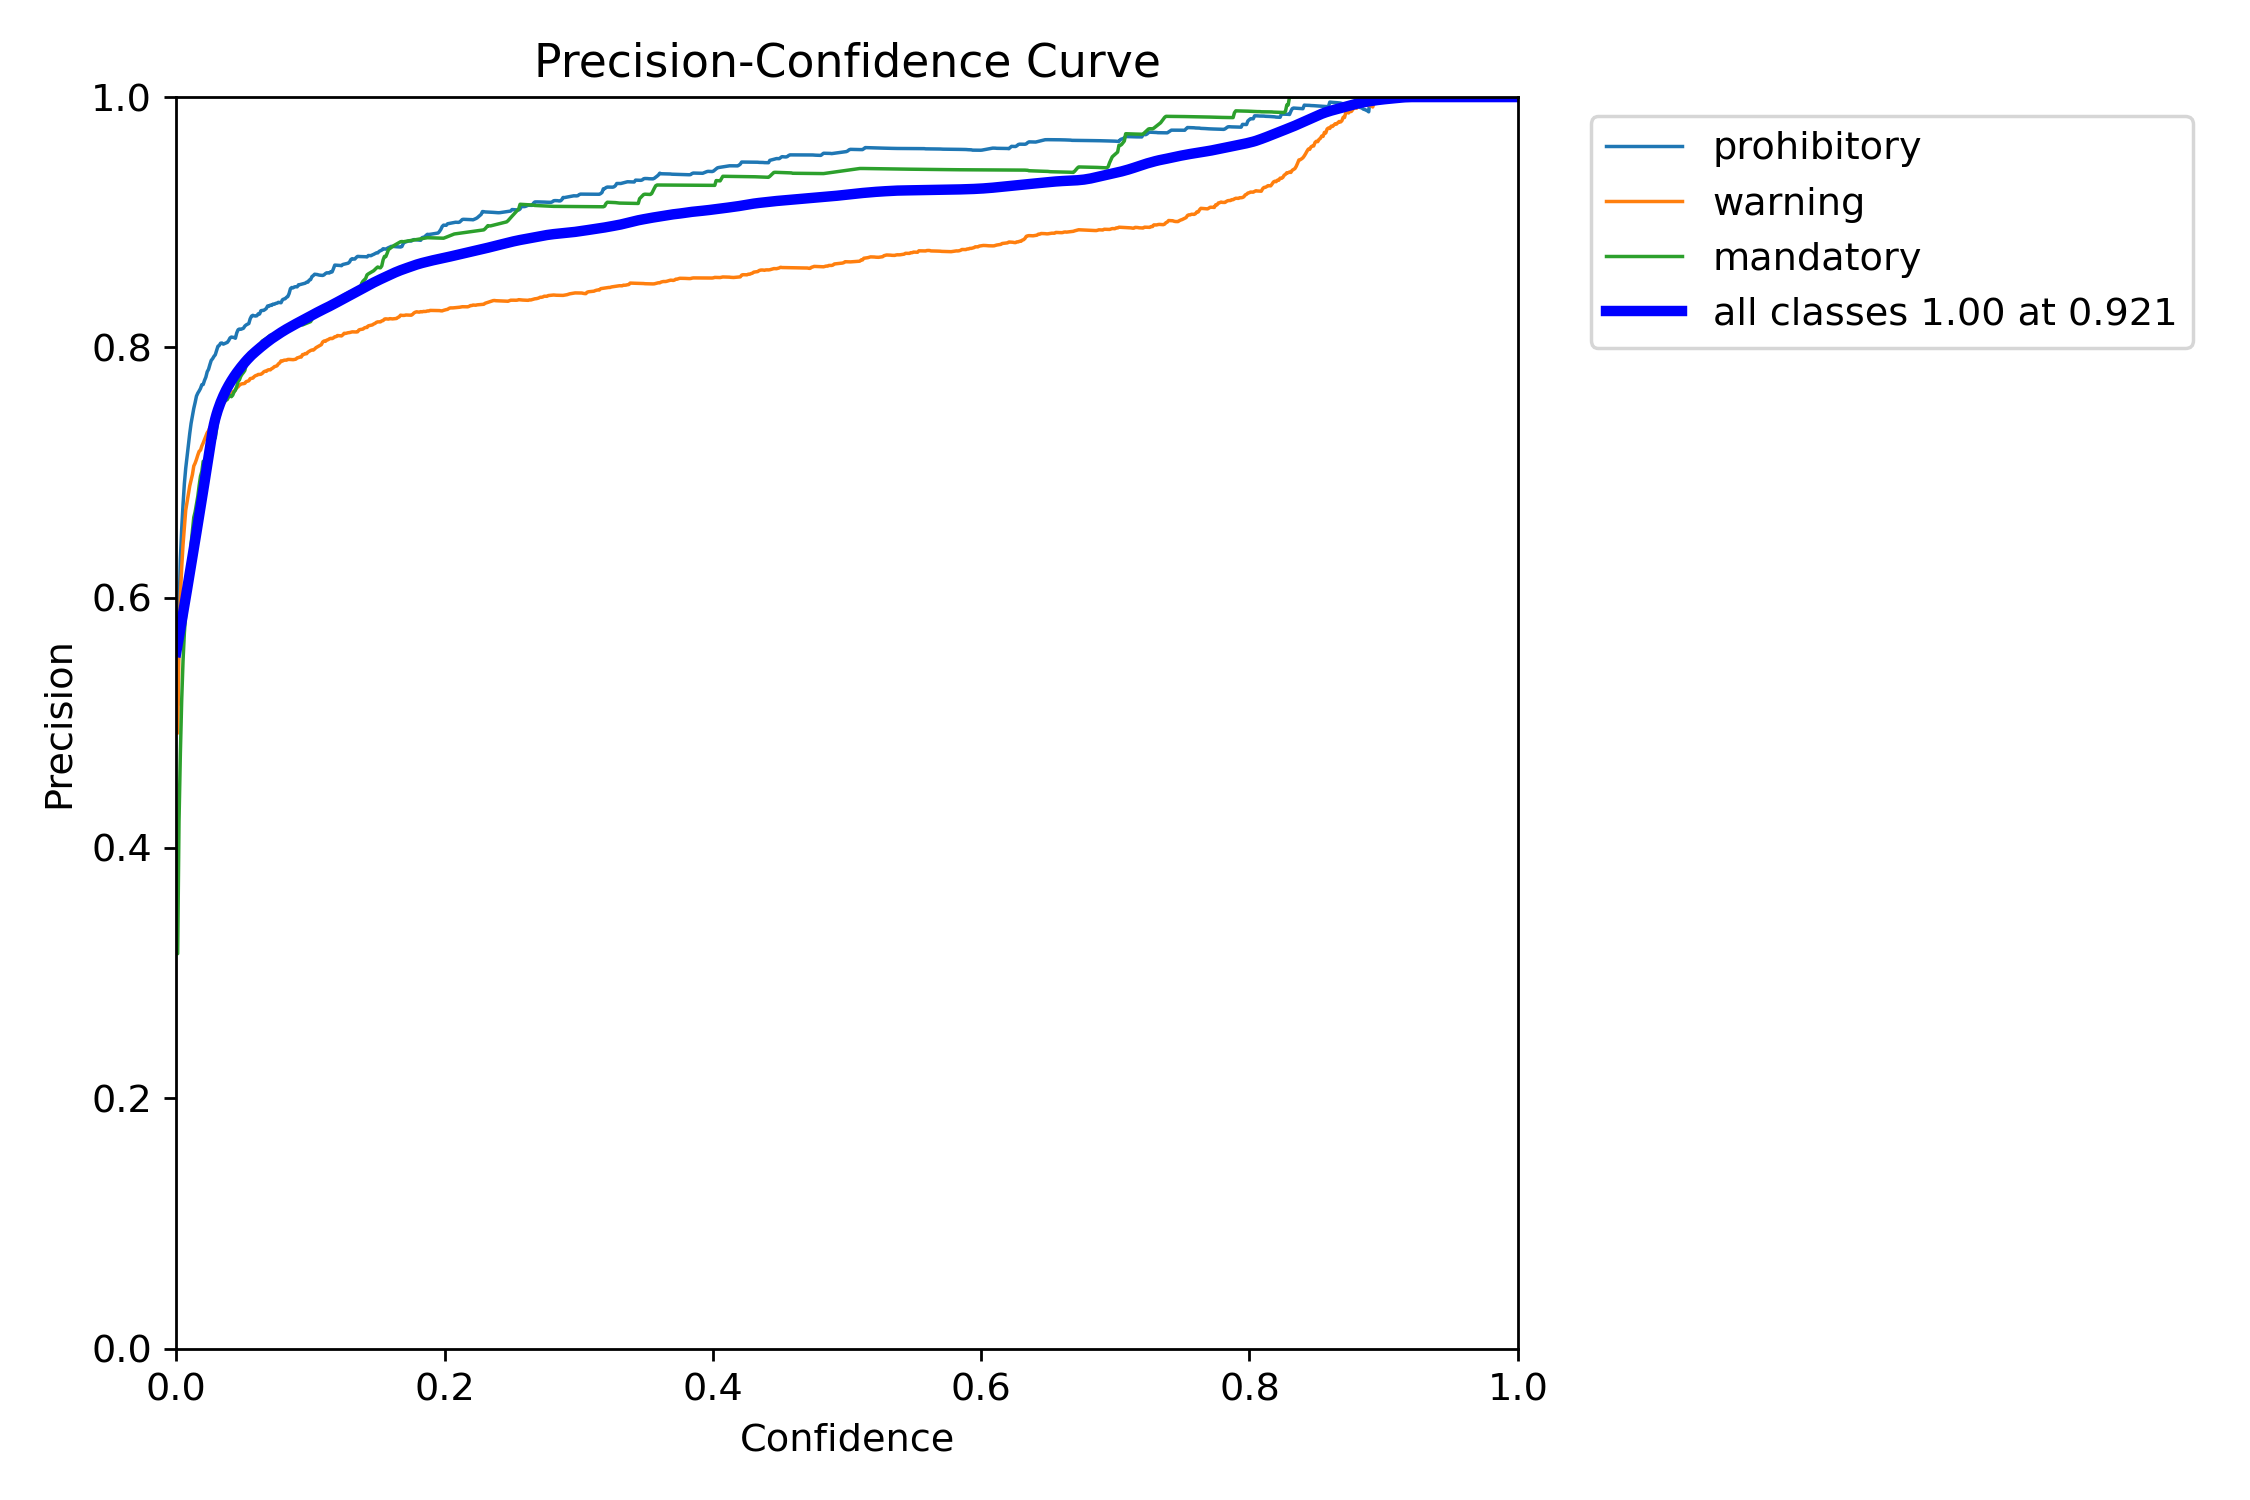 Precision-Confidence Curve
1.0
0.8
0.6
0.4
0.2
0.0
Precision
0.0 0.2 0.4 0.6 0.8 1.0
Confidence
prohibitory
warning
mandatory
all classes 1.00 at 0.921